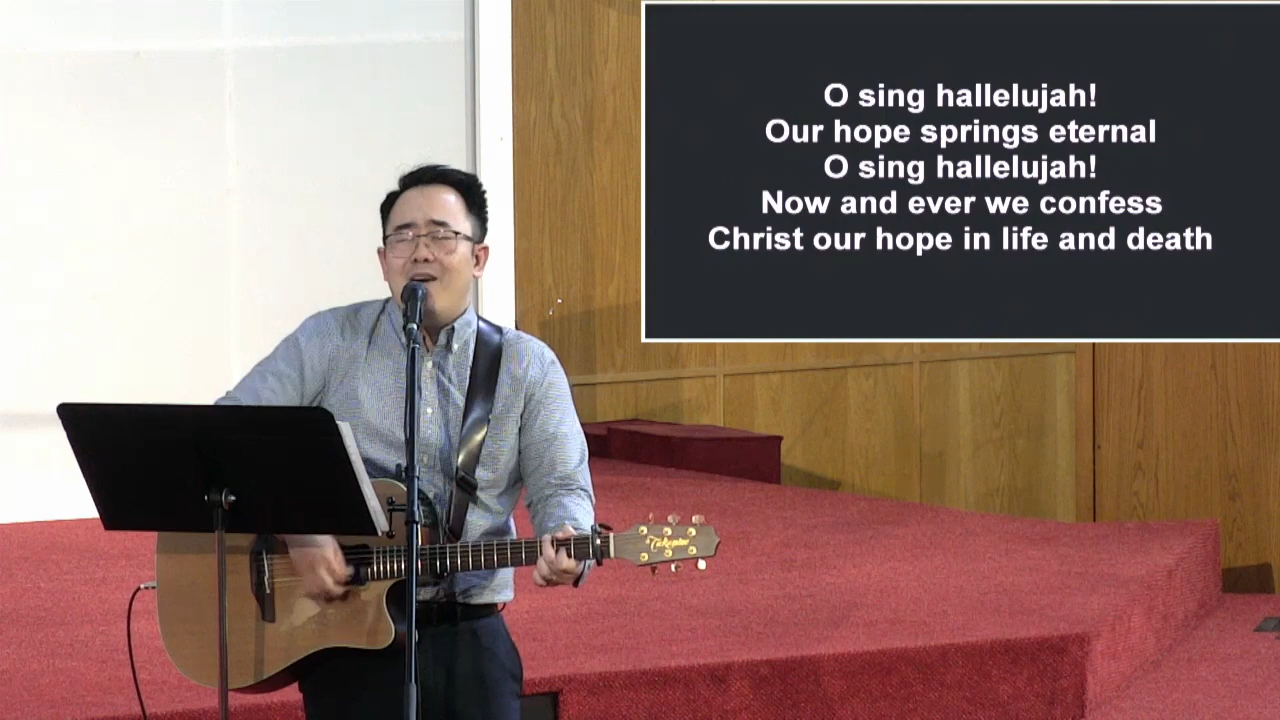 O sing hallelujah!
Our hope springs eternal
O sing hallelujah!
Now and ever we confess
Christ our hope in life and death
Takamine